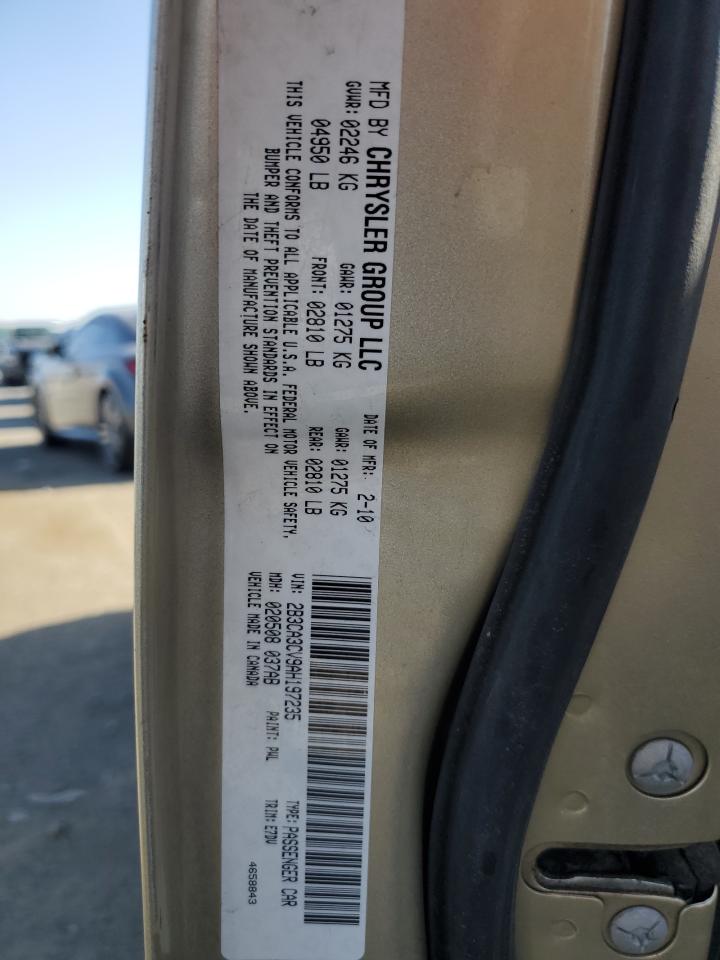 MFD BY CHRYSLER GROUP LLC
DATE OF MFR: 2-10
GVWR: 02246 KG
GAWR: 01275 KG
GAWR: 01275 KG
04950 LB
FRONT: 02810 LB
REAR: 02810 LB
THIS VEHICLE CONFORMS TO ALL APPLICABLE U.S.A. FEDERAL MOTOR VEHICLE SAFETY,
BUMPER AND THEFT PREVENTION STANDARDS IN EFFECT ON
THE DATE OF MANUFACTURE SHOWN ABOVE.
VIN: 2B3CA3CV9AH197235
TYPE: PASSENGER CAR
MDH: 020508 037AB
PAINT: PWL
TRIM: E7DV
VEHICLE MADE IN CANADA
4658843